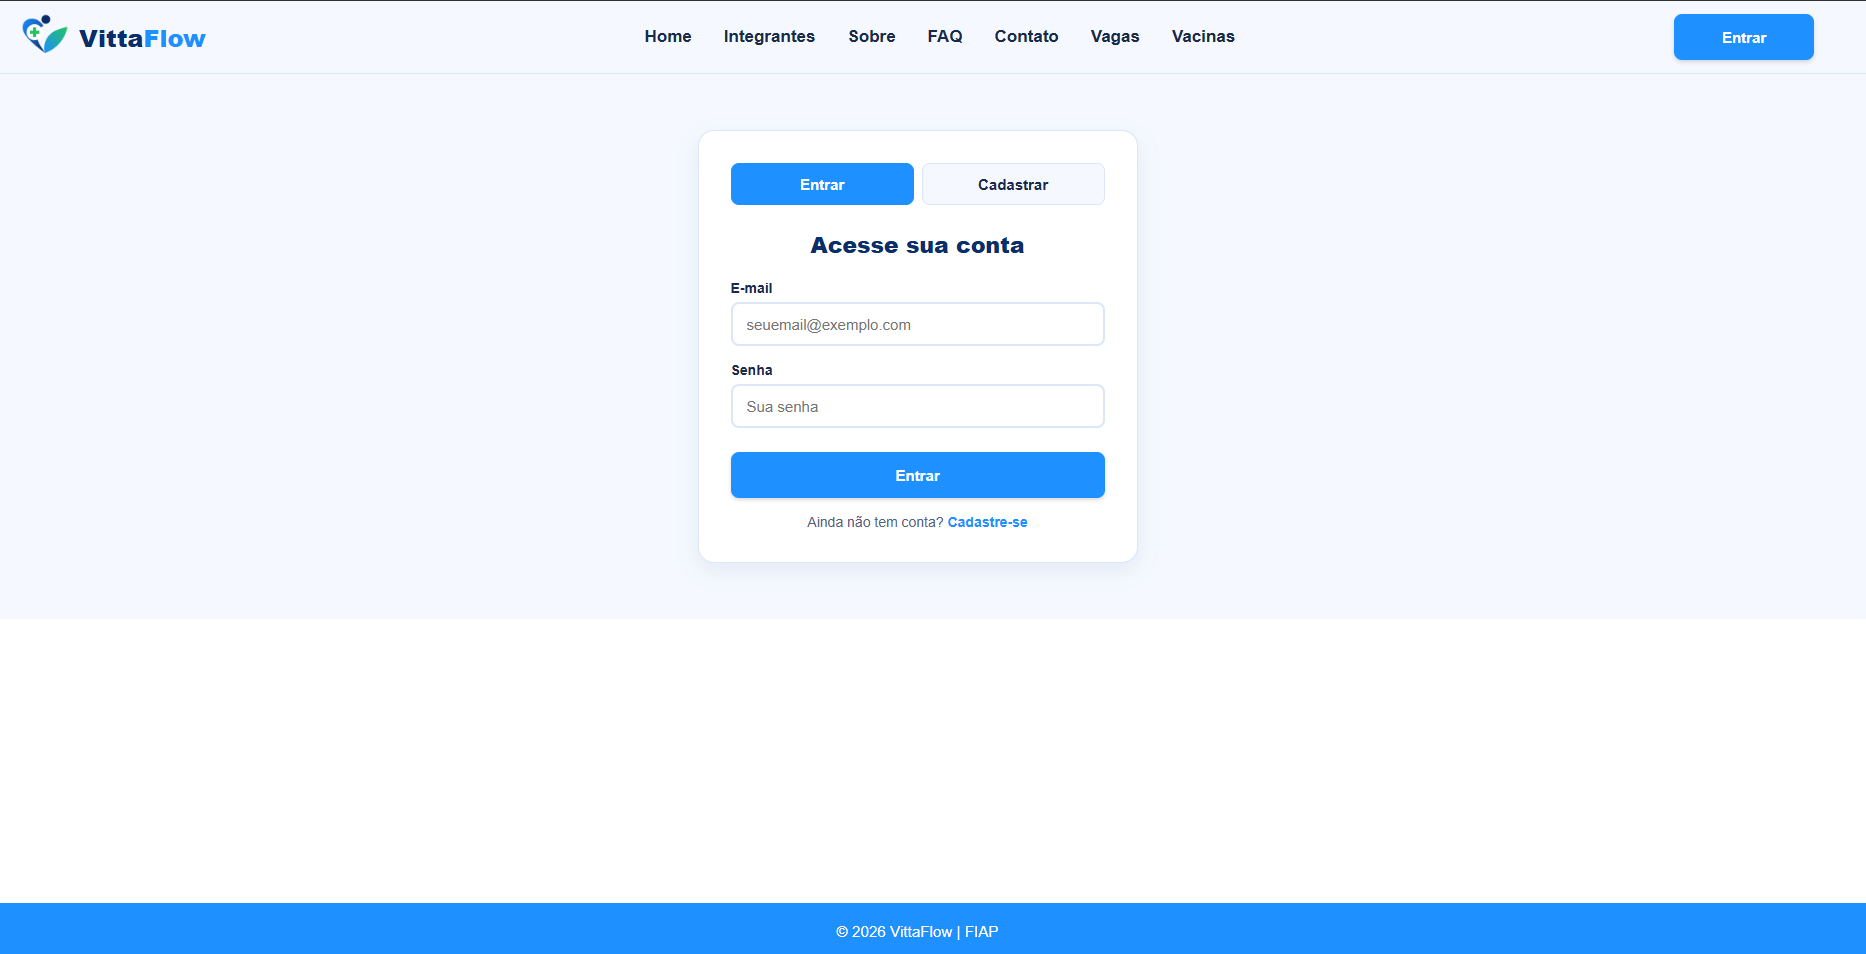 VittaFlow
Home Integrantes Sobre FAQ Contato Vagas Vacinas
Entrar
Entrar Cadastrar
Acesse sua conta
E-mail
seuemail@exemplo.com
Senha
Sua senha
Entrar
Ainda não tem conta? Cadastre-se
© 2026 VittaFlow | FIAP